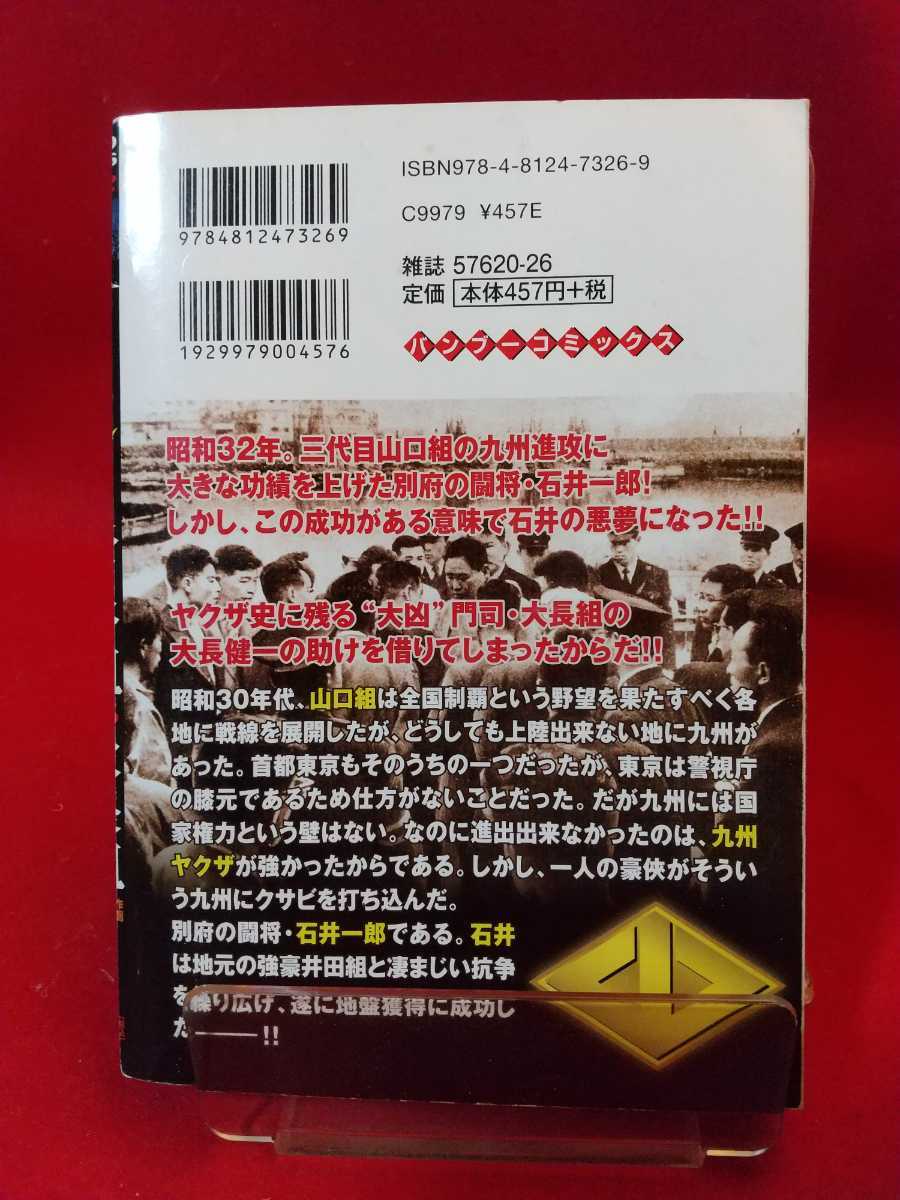 ISBN978-4-8124-7326-9
9784812473269
C9979 ¥457E
雑誌 57620-26
定価 本体457円+税
1929979004576
バンブーコミックス
昭和32年。三代目山口組の九州進攻に
大きな功績を上げた別府の闘将・石井一郎!
しかし、この成功がある意味で石井の悪夢になった!!
ヤクザ史に残る“大凶”門司・大長組の
大長健一の助けを借りてしまったからだ!!
昭和30年代、山口組は全国制覇という野望を果たすべく各
地に戦線を展開したが、どうしても上陸出来ない地に九州が
あった。首都東京もそのうちの一つだったが、東京は警視庁
の膝元であるため仕方がないことだった。だが九州には国
家権力という壁はない。なのに進出出来なかったのは、九州
ヤクザが強かったからである。しかし、一人の豪侠がそうい
う九州にクサビを打ち込んだ。
別府の闘将・石井一郎である。石井
は地元の強豪井田組と凄まじい抗争
を繰り広げ、遂に地盤獲得に成功し
た———!!
作画